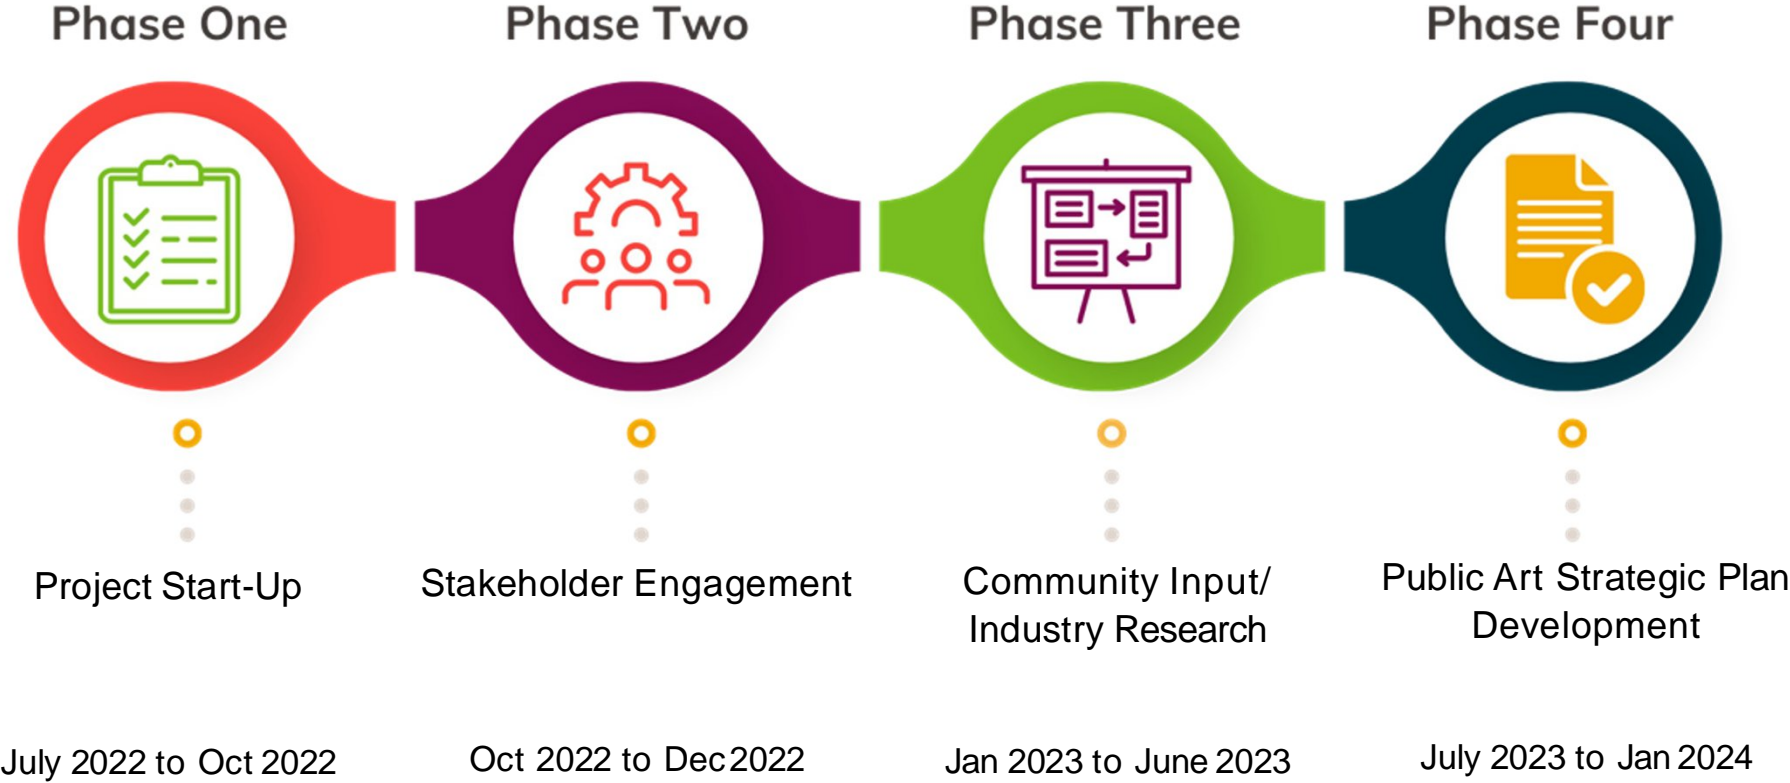 Phase One
Phase Two
Phase Three
Phase Four
Project Start-Up
Stakeholder Engagement
Community Input/
Industry Research
Public Art Strategic Plan
Development
July 2022 to Oct 2022
Oct 2022 to Dec 2022
Jan 2023 to June 2023
July 2023 to Jan 2024